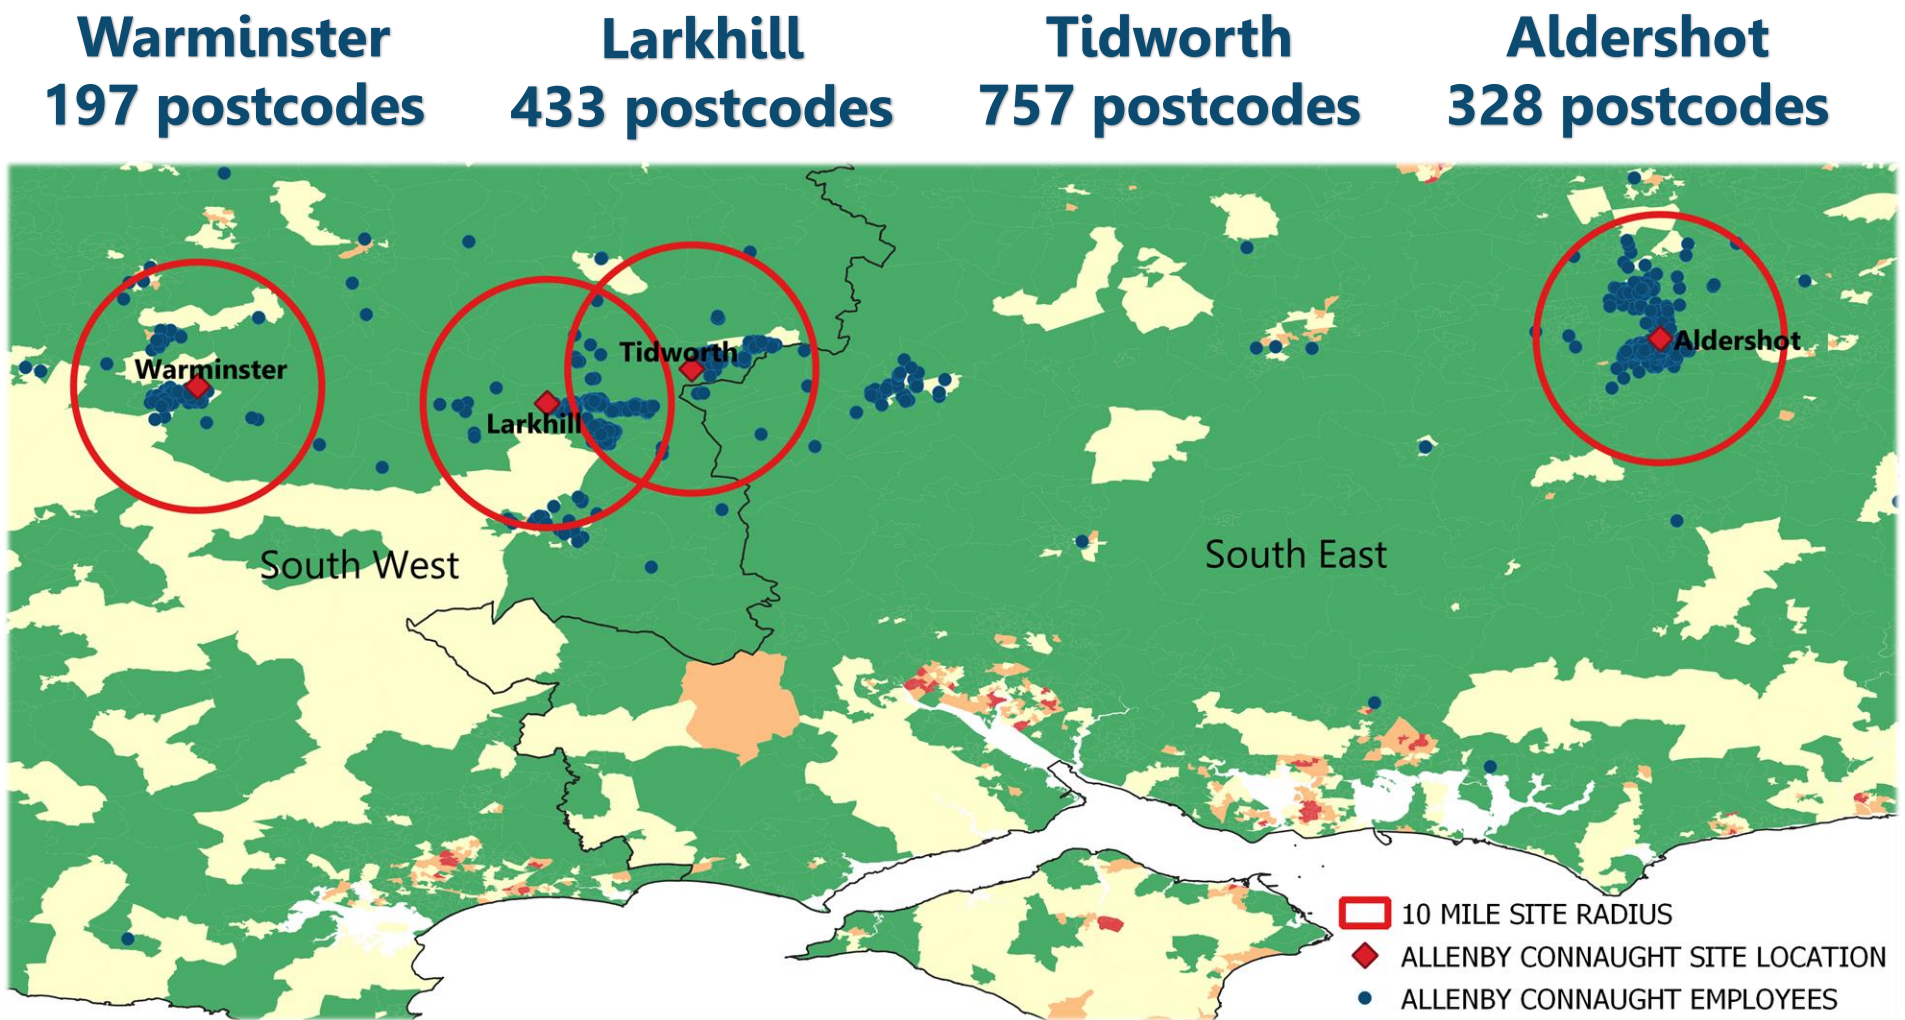 Warminster
197 postcodes
Larkhill
433 postcodes
Tidworth
757 postcodes
Aldershot
328 postcodes
Warminster
Larkhill
Tidworth
Aldershot
South West
South East
10 MILE SITE RADIUS
ALLENBY CONNAUGHT SITE LOCATION
ALLENBY CONNAUGHT EMPLOYEES